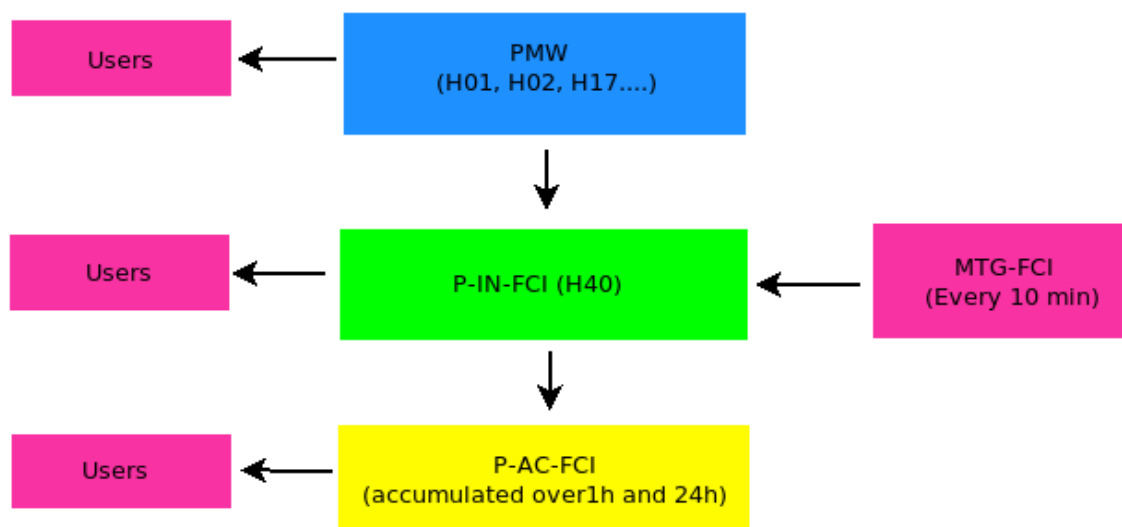 Users
PMW
(H01, H02, H17....)
Users
P-IN-FCI (H40)
MTG-FCI
(Every 10 min)
Users
P-AC-FCI
(accumulated over1h and 24h)